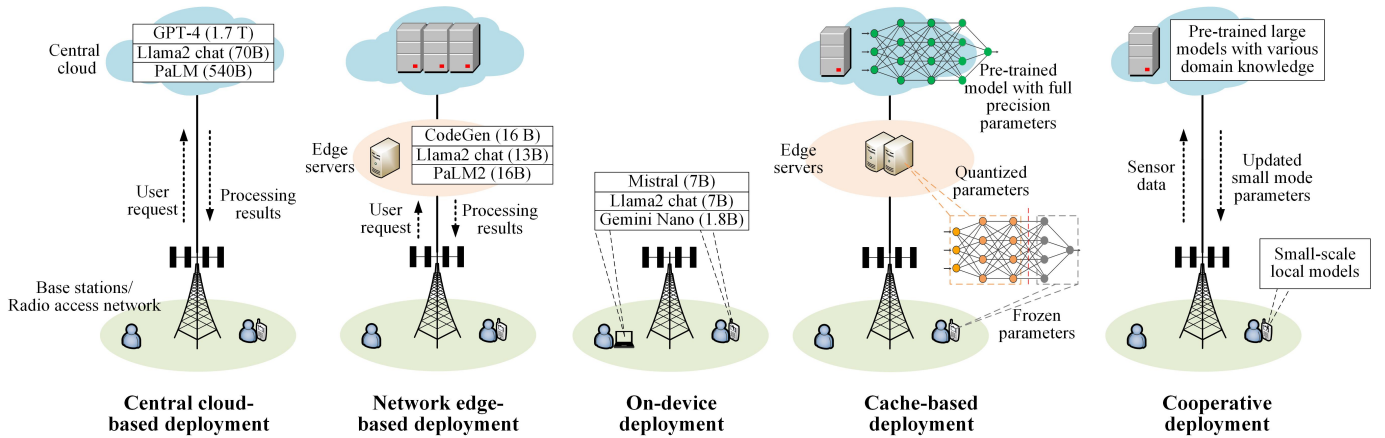 Central
cloud
GPT-4 (1.7 T)
Llama2 chat (70B)
PaLM (540B)
User
request
Processing
results
Base stations/
Radio access network
Central cloud-
based deployment
Edge
servers
CodeGen (16 B)
Llama2 chat (13B)
PaLM2 (16B)
User
request
Processing
results
Network edge-
based deployment
Mistral (7B)
Llama2 chat (7B)
Gemini Nano (1.8B)
On-device
deployment
Pre-trained
model with full
precision
parameters
Edge
servers
Quantized
parameters
Frozen
parameters
Cache-based
deployment
Pre-trained large
models with various
domain knowledge
Sensor
data
Updated
small mode
parameters
Small-scale
local models
Cooperative
deployment